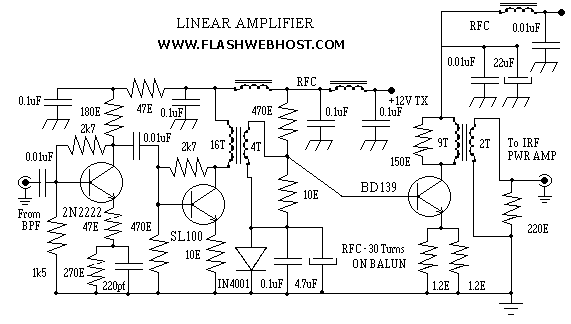 LINEAR AMPLIFIER
WWW.FLASHWEBHOST.COM
RFC
0.01uF
0.01uF
22uF
RFC
+12V TX
0.1uF
180E
47E
0.1uF
470E
0.1uF
0.1uF
2k7
0.01uF
2k7
16T
4T
150E
9T
2T
To IRF
PWR AMP
0.01uF
10E
BD139
From
BPF
2N2222
47E
470E
SL100
10E
220E
RFC - 30 Turns
ON BALUN
1k5
270E
220pf
IN4001
0.1uF
4.7uF
1.2E
1.2E